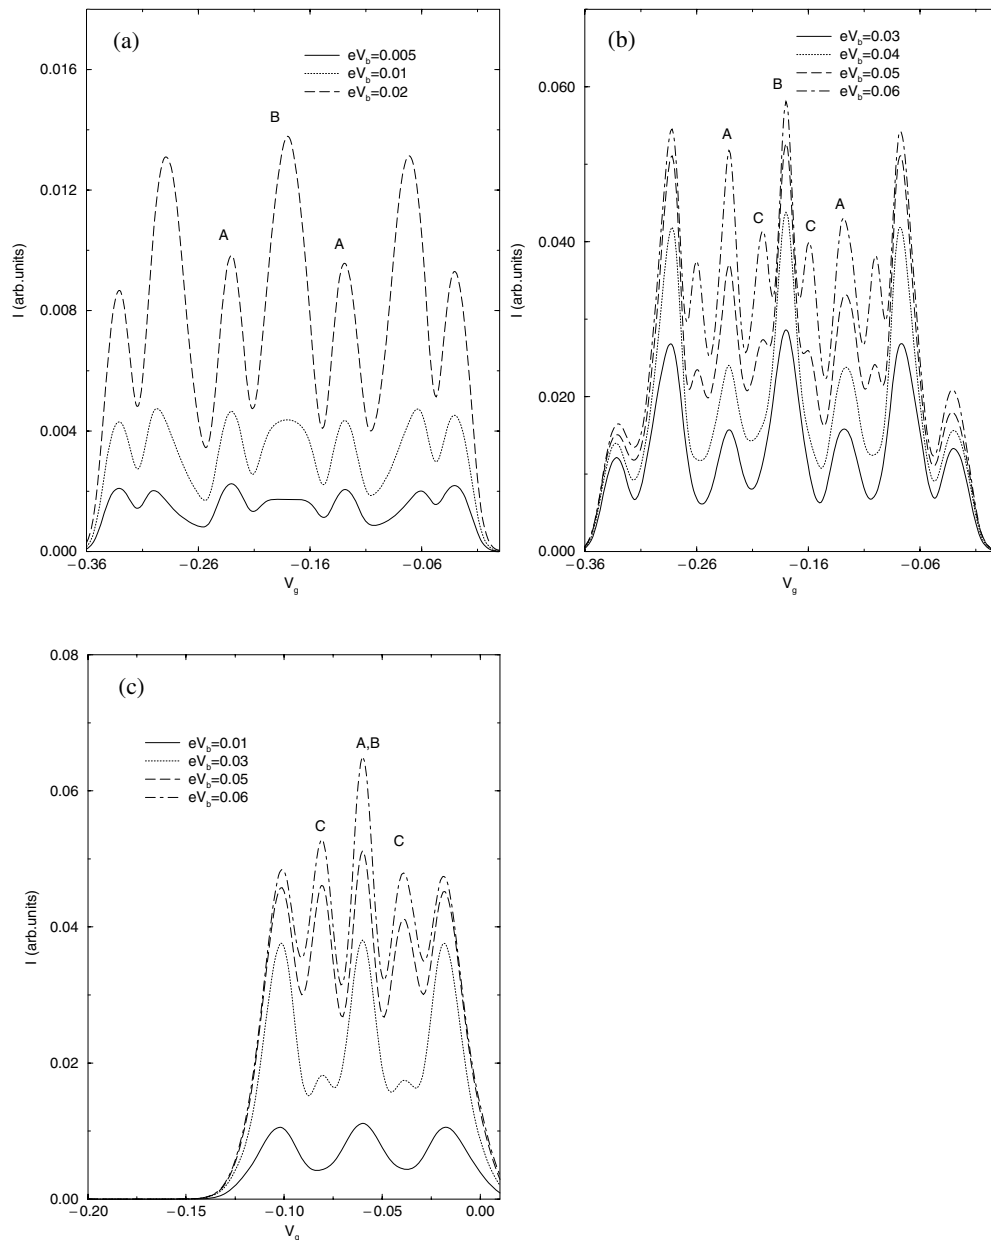 (a)
eV_b=0.005
eV_b=0.01
eV_b=0.02
B
A
A
0.016
0.012
0.008
0.004
0.000
I (arb.units)
−0.36
−0.26
−0.16
−0.06
V_g
(b)
eV_b=0.03
eV_b=0.04
eV_b=0.05
eV_b=0.06
B
A
A
C
C
0.060
0.040
0.020
0.000
I (arb.units)
−0.36
−0.26
−0.16
−0.06
V_g
(c)
eV_b=0.01
eV_b=0.03
eV_b=0.05
eV_b=0.06
A,B
C
C
0.08
0.06
0.04
0.02
0.00
I (arb.units)
−0.20
−0.15
−0.10
−0.05
0.00
V_g